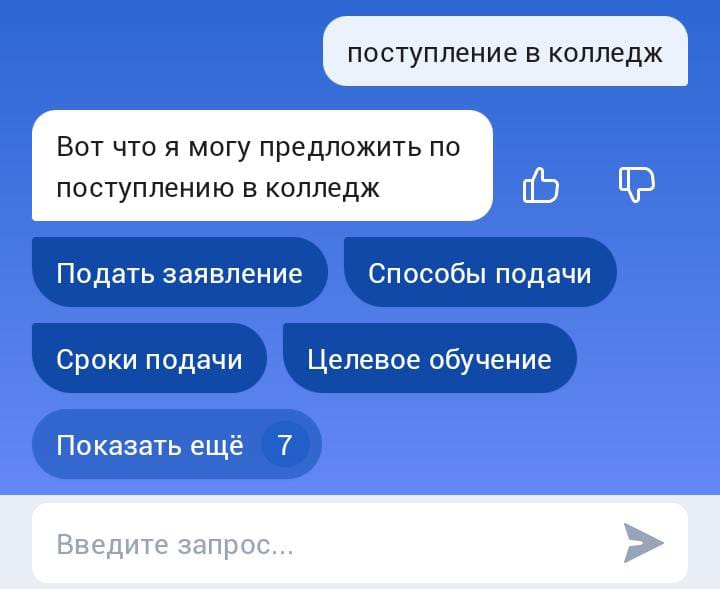 поступление в колледж
Вот что я могу предложить по
поступлению в колледж
Подать заявление
Способы подачи
Сроки подачи
Целевое обучение
Показать ещё 7
Введите запрос...